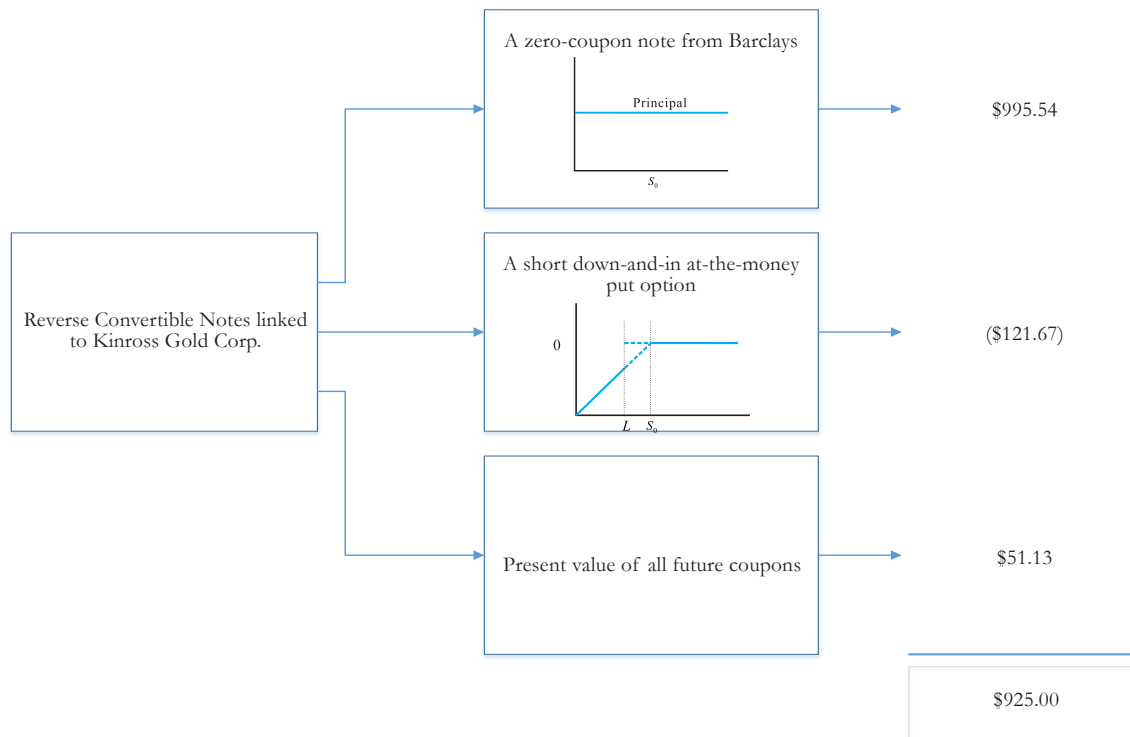 A zero-coupon note from Barclays
Principal
S₀
$995.54
Reverse Convertible Notes linked
to Kinross Gold Corp.
A short down-and-in at-the-money
put option
0
L S₀
($121.67)
Present value of all future coupons
$51.13
$925.00